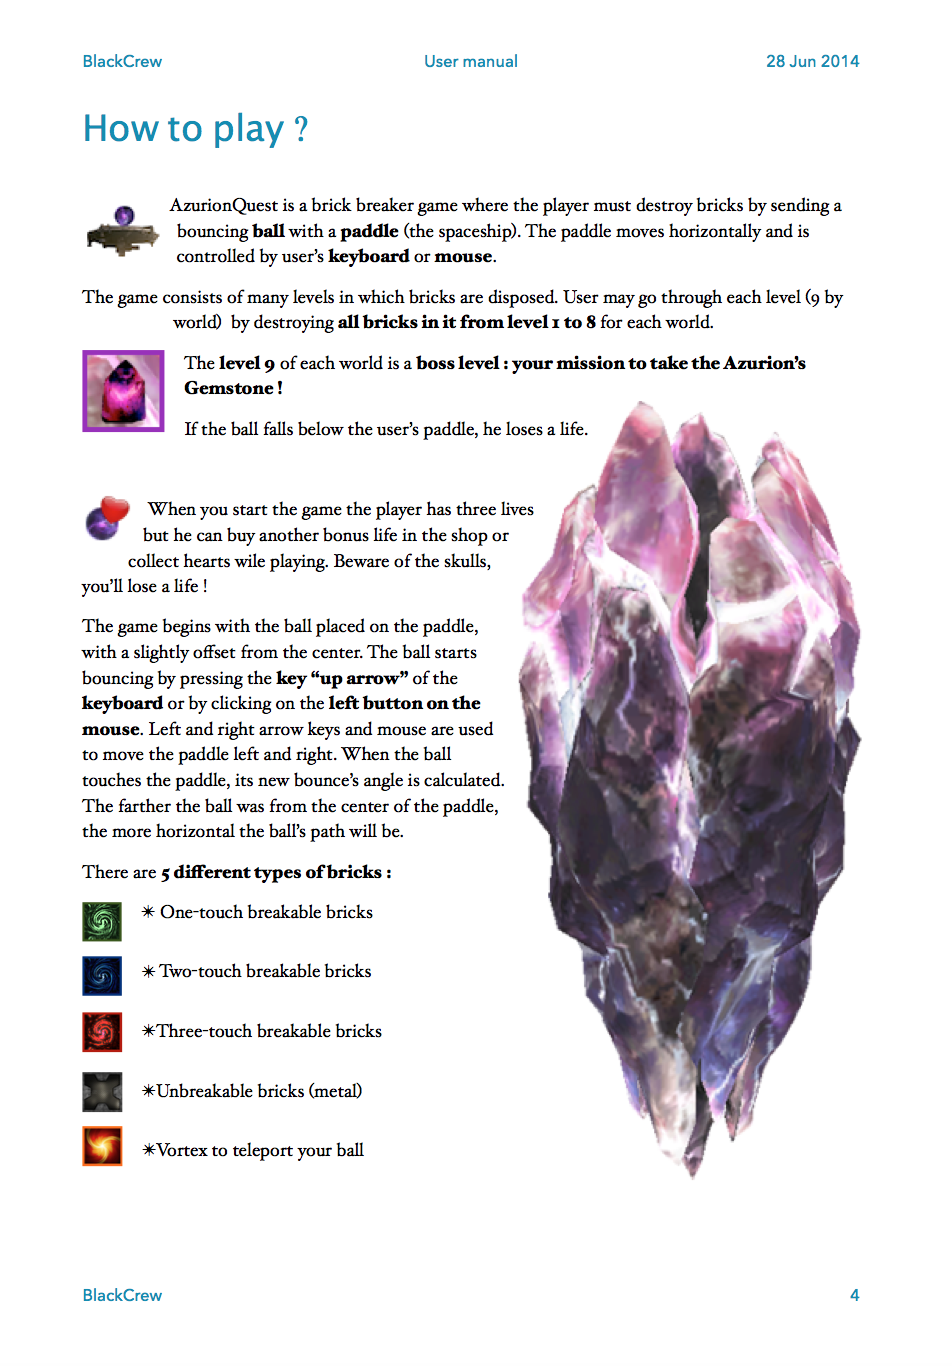 BlackCrew User manual 28 Jun 2014
How to play ?
AzurionQuest is a brick breaker game where the player must destroy bricks by sending a
bouncing ball with a paddle (the spaceship). The paddle moves horizontally and is
controlled by user’s keyboard or mouse.
The game consists of many levels in which bricks are disposed. User may go through each level (9 by
world) by destroying all bricks in it from level 1 to 8 for each world.
The level 9 of each world is a boss level : your mission to take the Azurion’s
Gemstone !
If the ball falls below the user’s paddle, he loses a life.
When you start the game the player has three lives
but he can buy another bonus life in the shop or
collect hearts wile playing. Beware of the skulls,
you’ll lose a life !
The game begins with the ball placed on the paddle,
with a slightly offset from the center. The ball starts
bouncing by pressing the key “up arrow” of the
keyboard or by clicking on the left button on the
mouse. Left and right arrow keys and mouse are used
to move the paddle left and right. When the ball
touches the paddle, its new bounce’s angle is calculated.
The farther the ball was from the center of the paddle,
the more horizontal the ball’s path will be.
There are 5 different types of bricks :
✴ One-touch breakable bricks
✴ Two-touch breakable bricks
✴Three-touch breakable bricks
✴Unbreakable bricks (metal)
✴Vortex to teleport your ball
BlackCrew 4